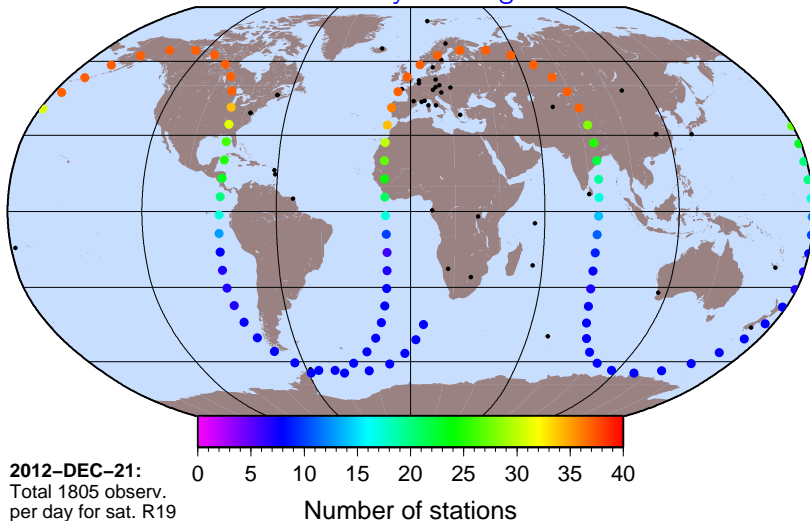 0 5 10 15 20 25 30 35 40
Number of stations
2012−DEC−21:
Total 1805 observ.
per day for sat. R19